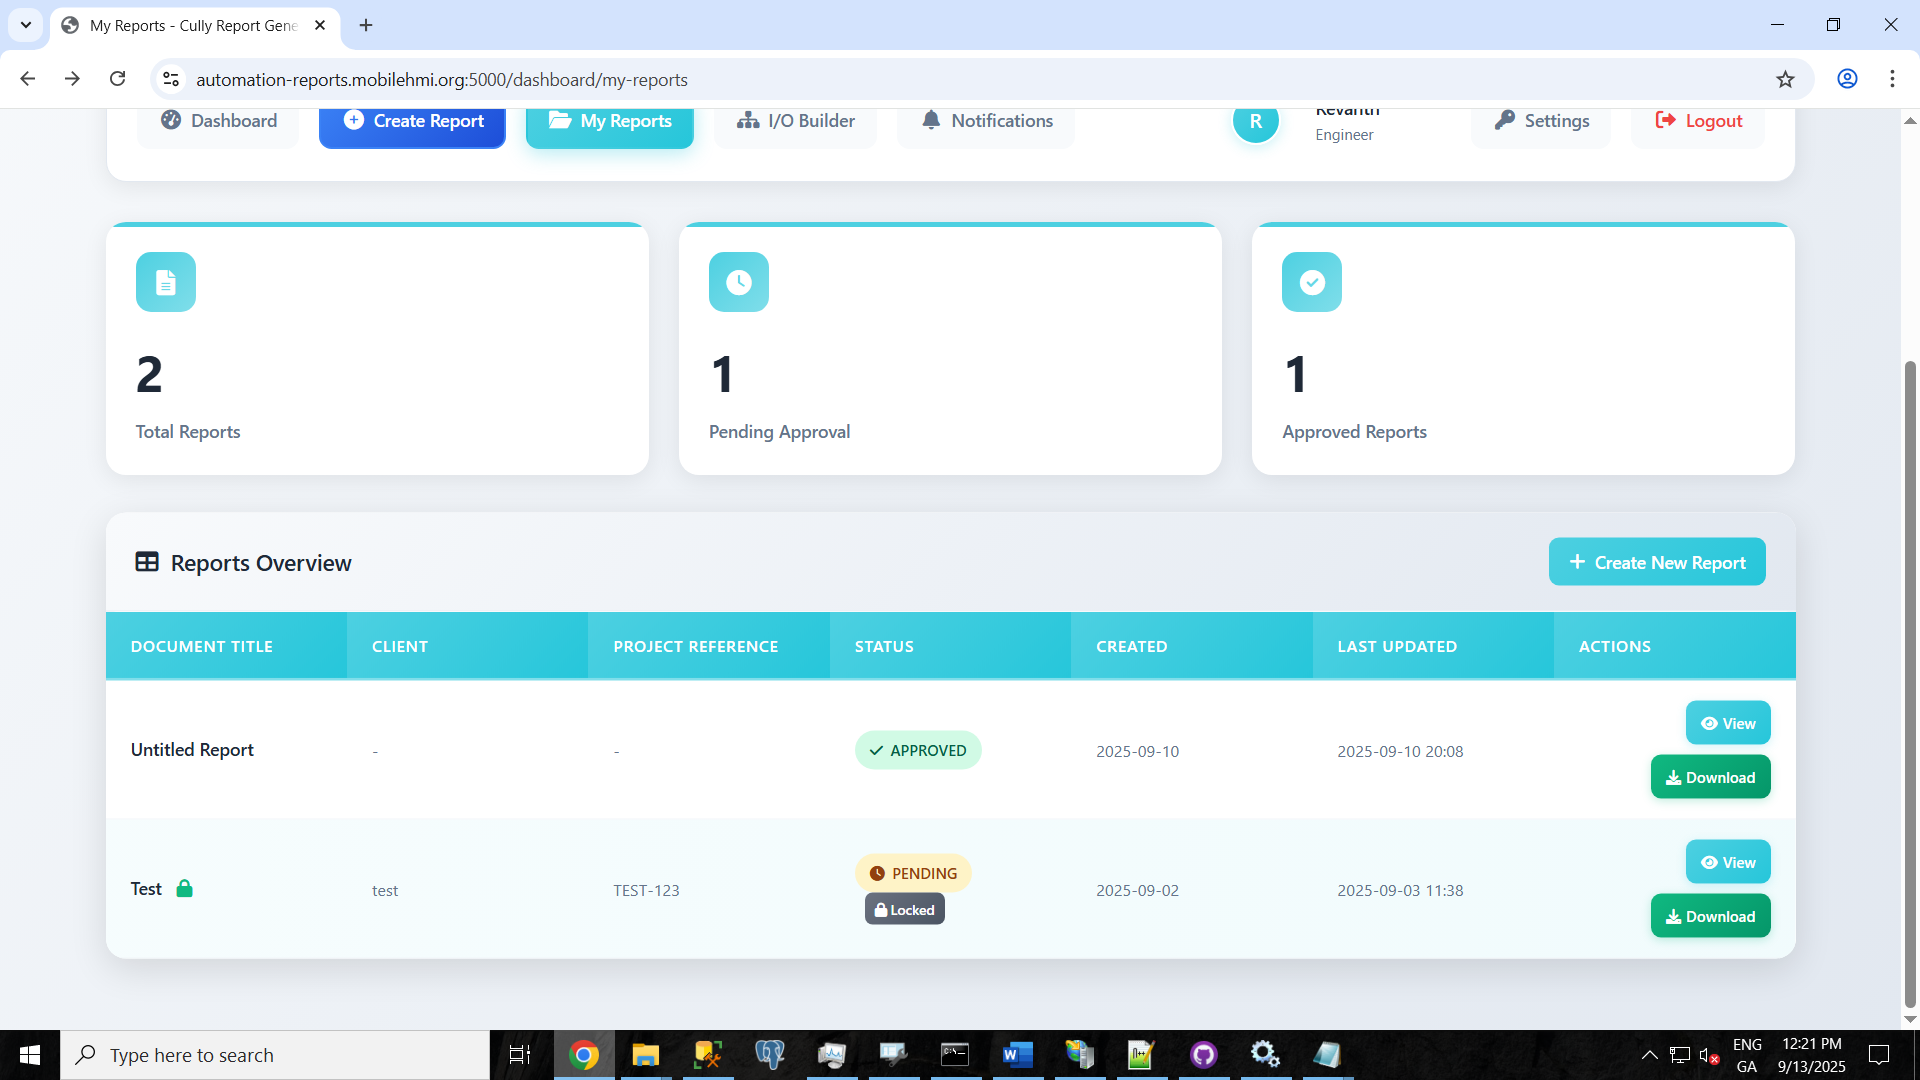 My Reports - Cully Report Gene
automation-reports.mobilehmi.org:5000/dashboard/my-reports
Dashboard
Create Report
My Reports
I/O Builder
Notifications
R
Revanth
Engineer
Settings
Logout
2
Total Reports
1
Pending Approval
1
Approved Reports
Reports Overview
Create New Report
DOCUMENT TITLE CLIENT PROJECT REFERENCE STATUS CREATED LAST UPDATED ACTIONS
Untitled Report - - APPROVED 2025-09-10 2025-09-10 20:08 View
Download
Test test TEST-123 PENDING 2025-09-02 2025-09-03 11:38 View
Locked
Download
Type here to search
ENG
GA
12:21 PM
9/13/2025